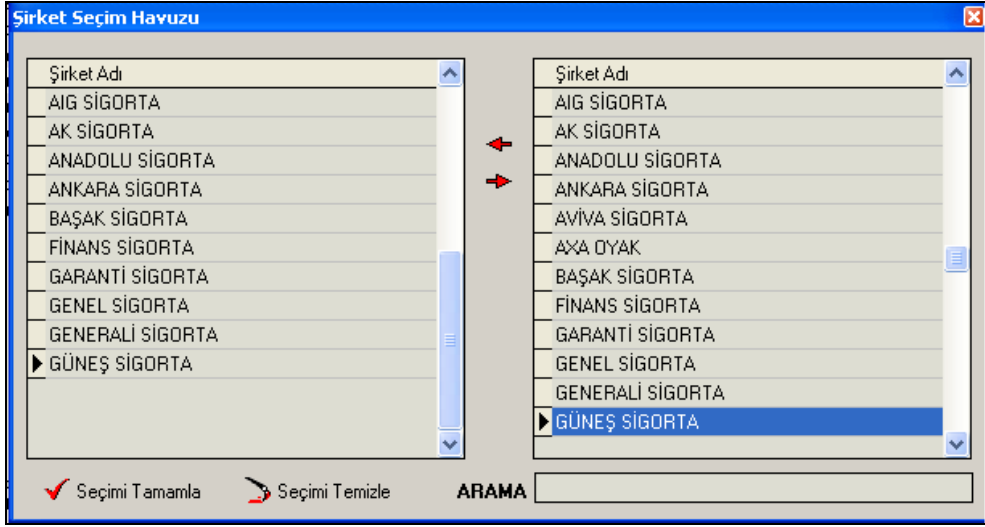 Şirket Seçim Havuzu
Şirket Adı
AIG SİGORTA
AK SİGORTA
ANADOLU SİGORTA
ANKARA SİGORTA
BAŞAK SİGORTA
FİNANS SİGORTA
GARANTİ SİGORTA
GENEL SİGORTA
GENERALİ SİGORTA
GÜNEŞ SİGORTA
Şirket Adı
AIG SİGORTA
AK SİGORTA
ANADOLU SİGORTA
ANKARA SİGORTA
AVİVA SİGORTA
AXA OYAK
BAŞAK SİGORTA
FİNANS SİGORTA
GARANTİ SİGORTA
GENEL SİGORTA
GENERALİ SİGORTA
GÜNEŞ SİGORTA
Seçimi Tamamla Seçimi Temizle ARAMA